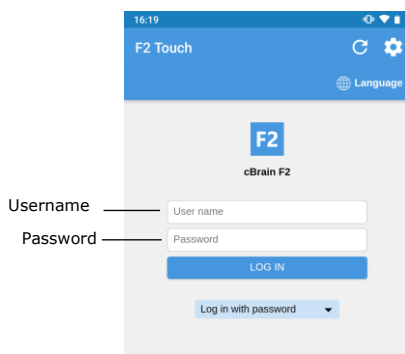 16:19
F2 Touch
Language
F2
cBrain F2
Username
User name
Password
Password
LOG IN
Log in with password